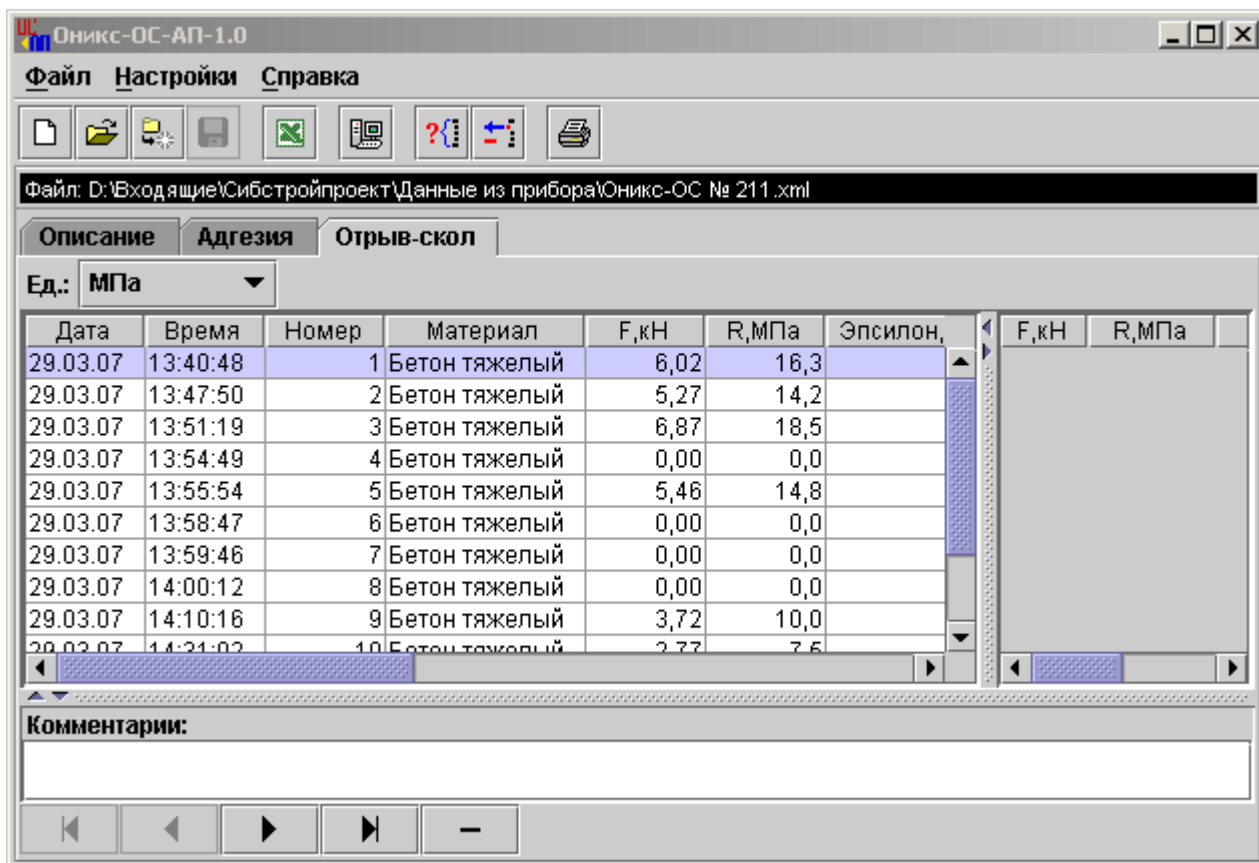 Оникс-ОС-АП-1.0
Файл Настройки Справка
Файл: D:\Входящие\Сибстройпроект\Данные из прибора\Оникс-ОС № 211.xml
Описание Адгезия Отрыв-скол
Ед.: МПа
Дата Время Номер Материал F,кН R,МПа Эпсилон, F,кН R,МПа
29.03.07 13:40:48 1 Бетон тяжелый 6,02 16,3
29.03.07 13:47:50 2 Бетон тяжелый 5,27 14,2
29.03.07 13:51:19 3 Бетон тяжелый 6,87 18,5
29.03.07 13:54:49 4 Бетон тяжелый 0,00 0,0
29.03.07 13:55:54 5 Бетон тяжелый 5,46 14,8
29.03.07 13:58:47 6 Бетон тяжелый 0,00 0,0
29.03.07 13:59:46 7 Бетон тяжелый 0,00 0,0
29.03.07 14:00:12 8 Бетон тяжелый 0,00 0,0
29.03.07 14:10:16 9 Бетон тяжелый 3,72 10,0
29.03.07 10 Бетон тяжелый
Комментарии: